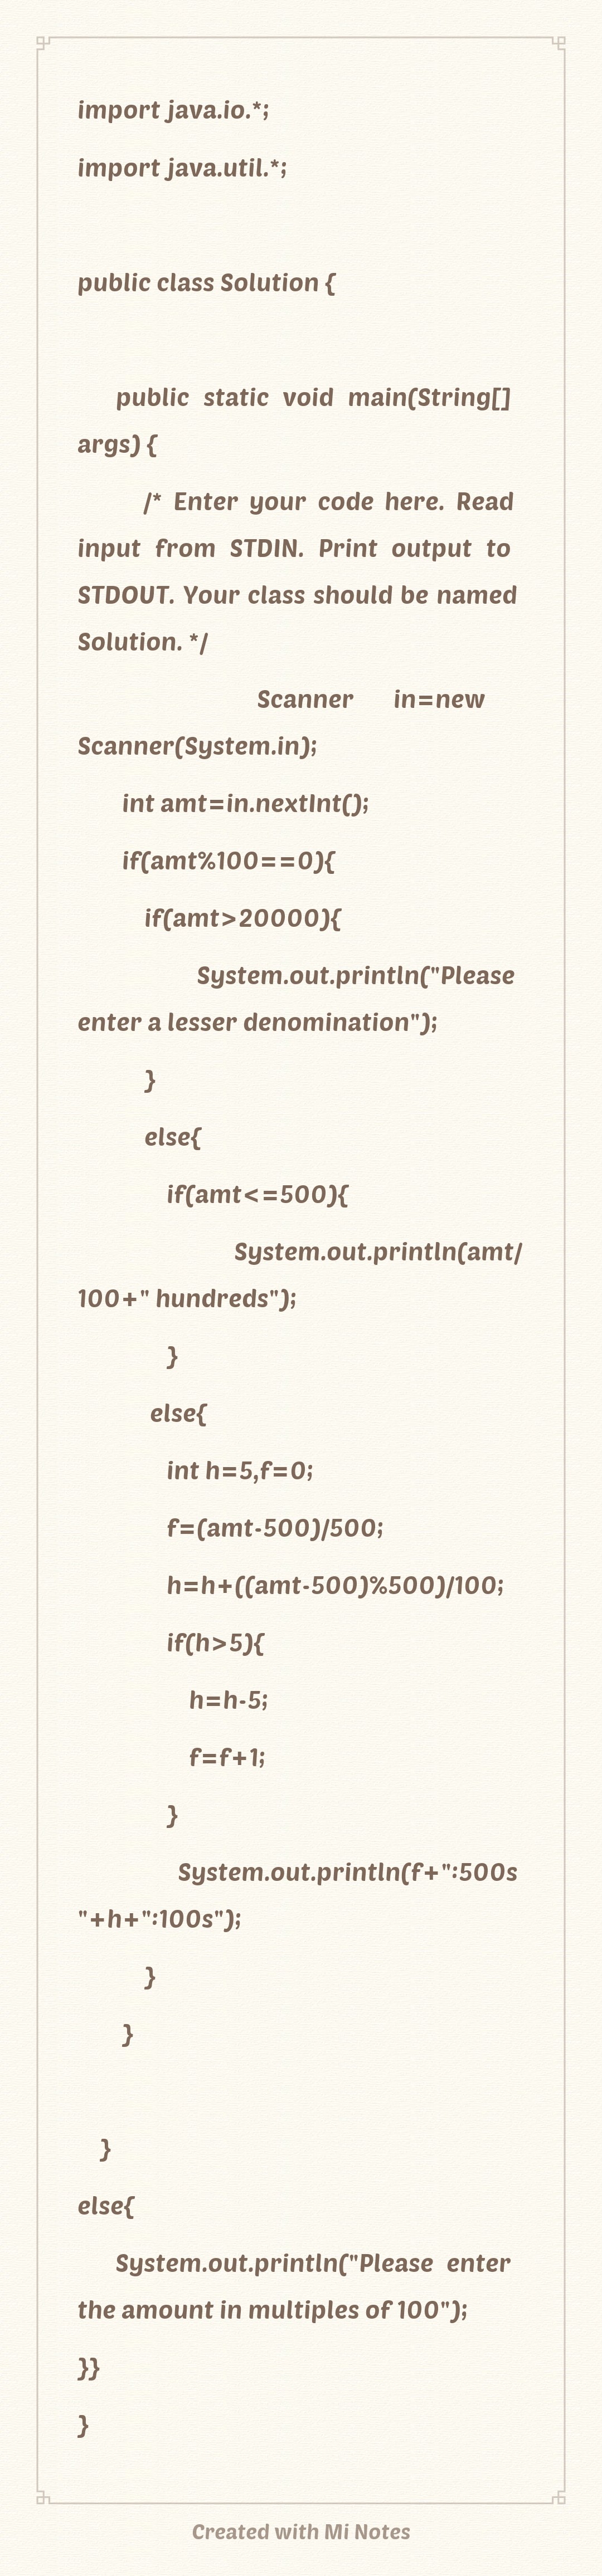 import java.io.*;
import java.util.*;
public class Solution {
public static void main(String[]
args) {
/* Enter your code here. Read
input from STDIN. Print output to
STDOUT. Your class should be named
Solution. */
Scanner in=new
Scanner(System.in);
int amt=in.nextInt();
if(amt%100==0){
if(amt>20000){
System.out.println("Please
enter a lesser denomination");
}
else{
if(amt<=500){
System.out.println(amt/
100+" hundreds");
}
else{
int h=5,f=0;
f=(amt-500)/500;
h=h+((amt-500)%500)/100;
if(h>5){
h=h-5;
f=f+1;
}
System.out.println(f+":500s
"+h+":100s");
}
}
}
else{
System.out.println("Please enter
the amount in multiples of 100");
}}
}
Created with Mi Notes